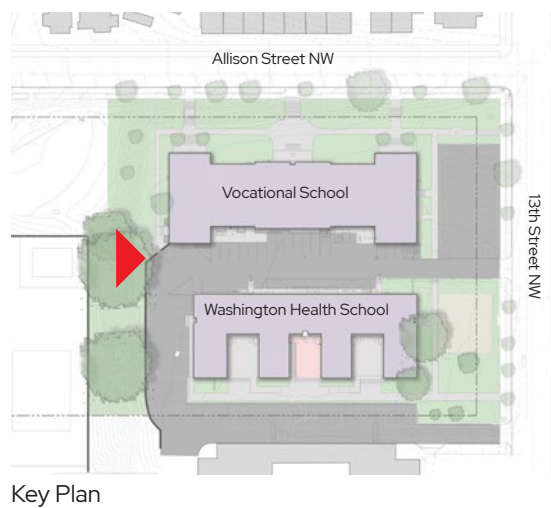 Allison Street NW
Vocational School
13th Street NW
Washington Health School
Key Plan